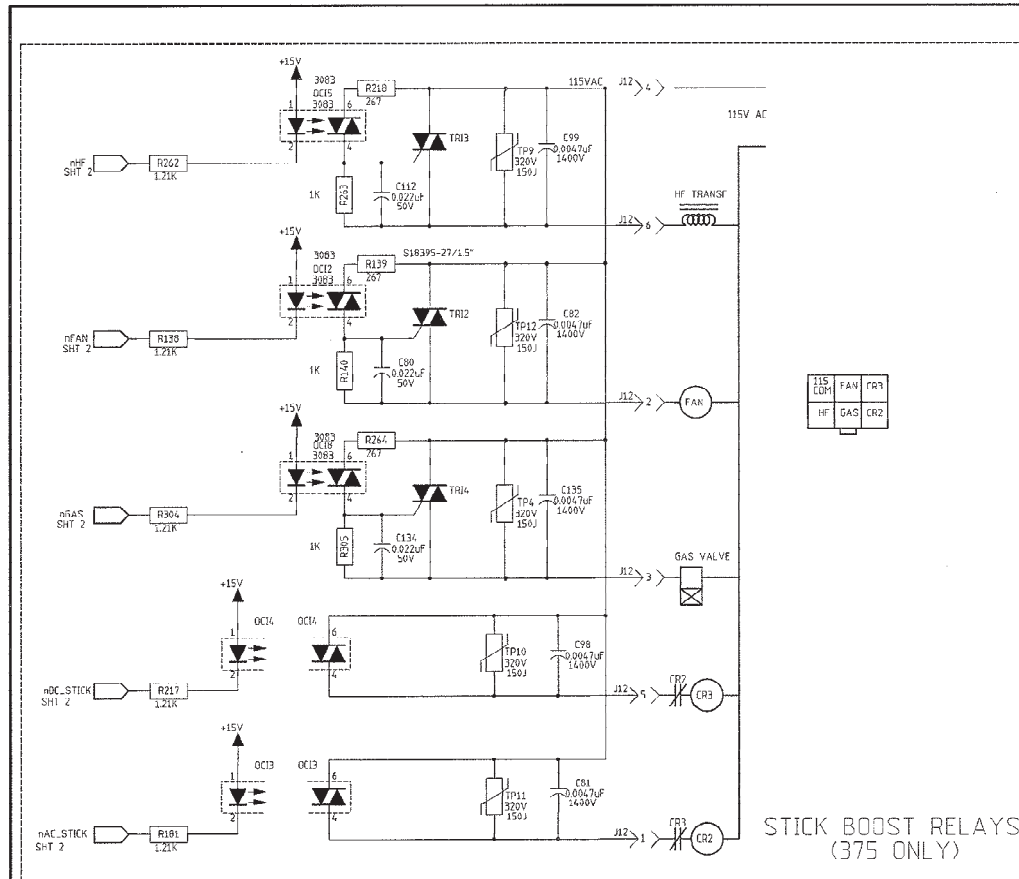 +15V
3083
OCI5
3083
1
6
2
4
R218
267
115VAC
J12
4
115V AC
nHF
SHT 2
R262
1.21K
1K
R263
C112
0.022uF
50V
TRI3
TP9
320V
150J
C99
0.0047uF
1400V
HF TRANSF
J12
6
+15V
3083
OCI2
3083
1
6
2
4
R139
267
S18395-27/1.5"
nFAN
SHT 2
R138
1.21K
1K
R140
C80
0.022uF
50V
TRI2
TP12
320V
150J
C82
0.0047uF
1400V
J12
2
FAN
115 COM
FAN
CR3
HF
GAS
CR2
+15V
3083
OCI6
3083
1
6
2
4
R264
267
nGAS
SHT 2
R304
1.21K
1K
R305
C134
0.022uF
50V
TRI4
TP4
320V
150J
C135
0.0047uF
1400V
GAS VALVE
J12
3
+15V
OCI4
OCI4
1
6
2
4
nDC_STICK
SHT 2
R217
1.21K
TP10
320V
150J
C98
0.0047uF
1400V
J12
5
CR2
CR3
+15V
OCI3
OCI3
1
6
2
4
nAC_STICK
SHT 2
R181
1.21K
TP11
320V
150J
C81
0.0047uF
1400V
J12
1
CR3
CR2
STICK BOOST RELAYS
(375 ONLY)